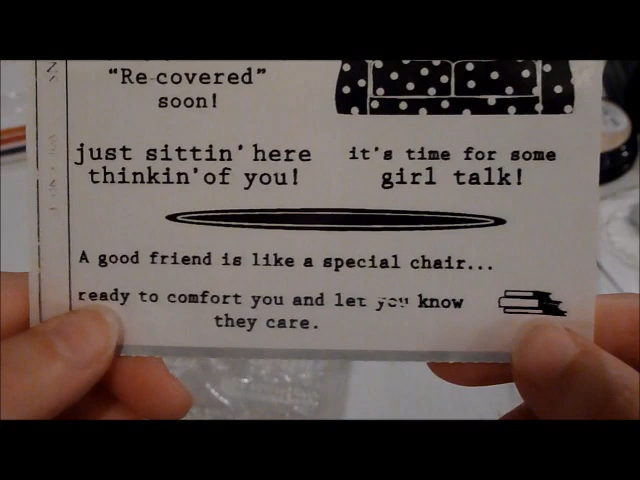 "Re-covered"
soon!
just sittin' here
thinkin' of you!
it's time for some
girl talk!
A good friend is like a special chair...
ready to comfort you and let you know
they care.